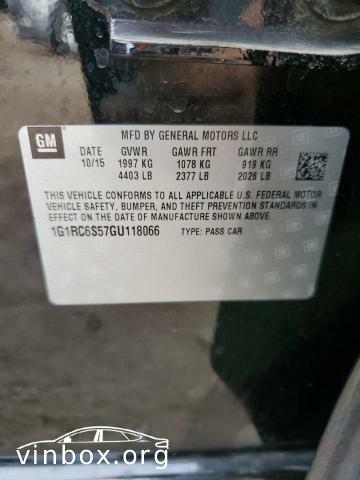 GM
MFD BY GENERAL MOTORS LLC
DATE GVWR GAWR FRT GAWR RR
10/15 1997 KG 1078 KG 919 KG
4403 LB 2377 LB 2026 LB
THIS VEHICLE CONFORMS TO ALL APPLICABLE U.S. FEDERAL MOTOR
VEHICLE SAFETY, BUMPER, AND THEFT PREVENTION STANDARDS
IN EFFECT ON THE DATE OF MANUFACTURE SHOWN ABOVE.
1G1RC6S57GU118066 TYPE: PASS CAR
vinbox.org